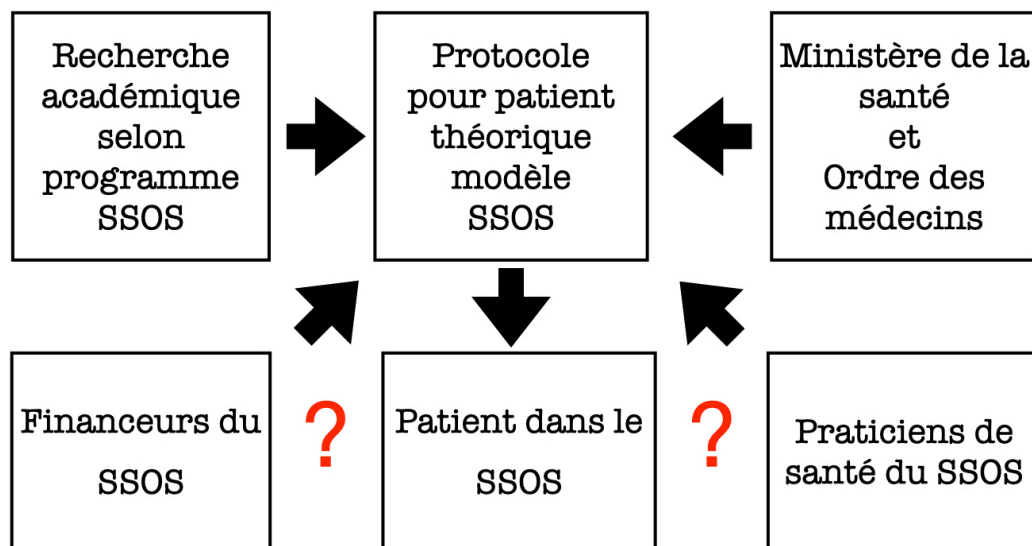 Recherche
académique
selon
programme
SSOS
Protocole
pour patient
théorique
modèle
SSOS
Ministère de la
santé
et
Ordre des
médecins
Financeurs du
SSOS
?
Patient dans le
SSOS
?
Praticiens de
santé du SSOS